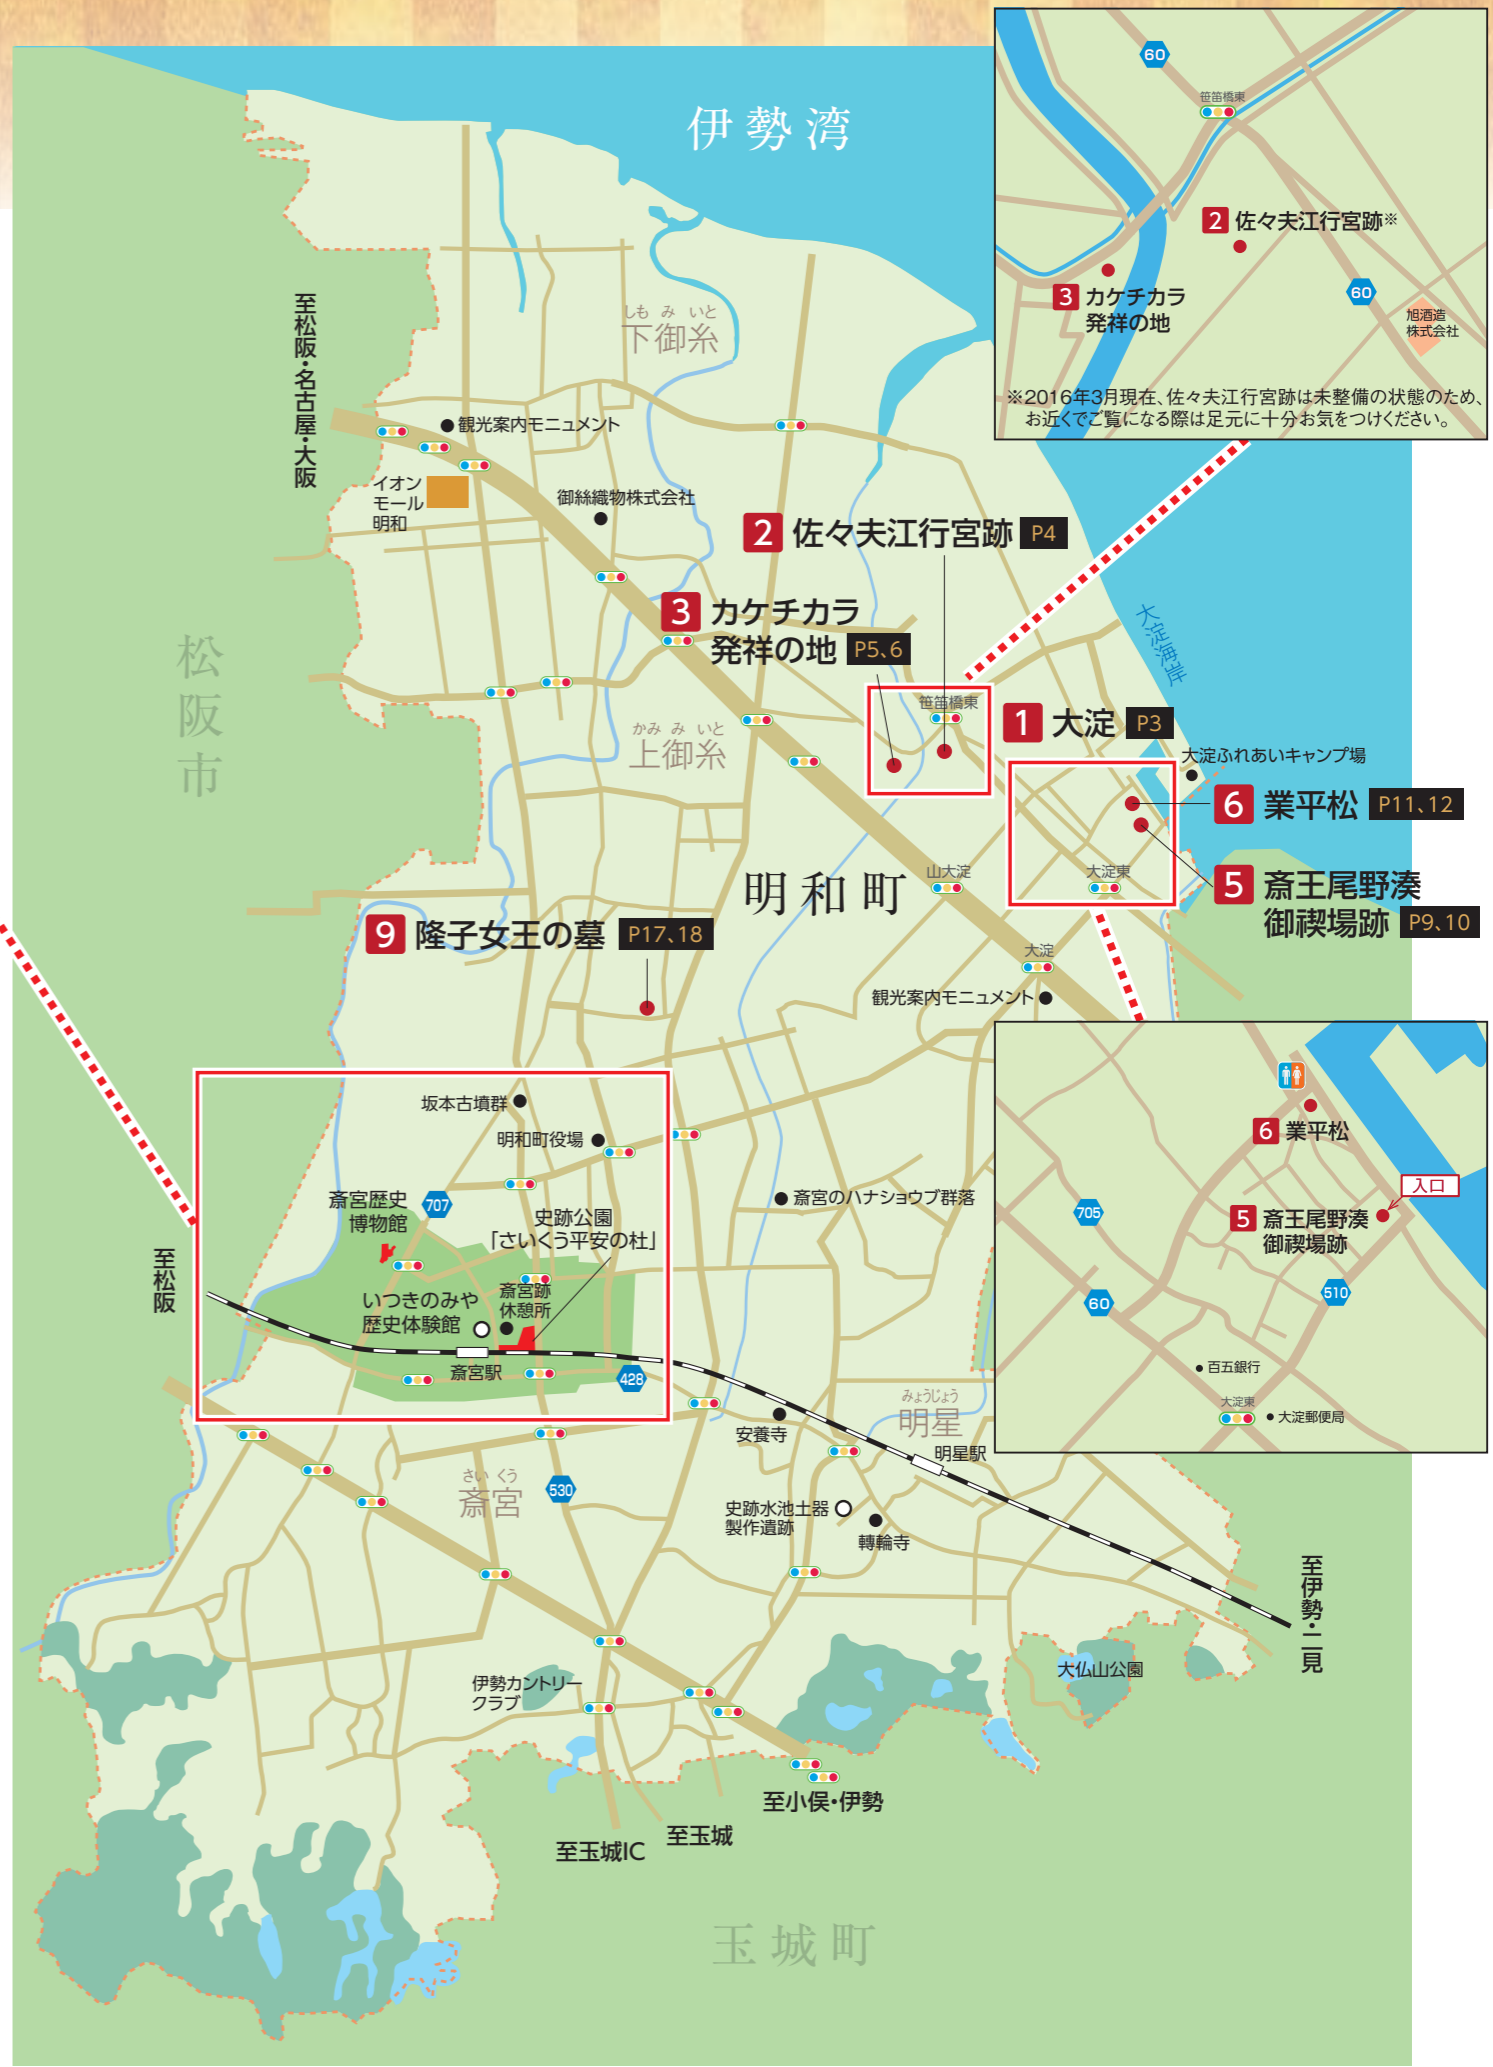 伊勢湾
60
笹笛橋東
2 佐々夫江行宮跡※
3 カケチカラ
発祥の地
60
旭酒造
株式会社
※2016年3月現在、佐々夫江行宮跡は未整備の状態のため、
お近くでご覧になる際は足元に十分お気をつけください。
至松阪・名古屋・大阪
しも み いと
下御糸
観光案内モニュメント
イオン
モール
明和
御絲織物株式会社
2 佐々夫江行宮跡 P4
3 カケチカラ
発祥の地 P5、6
大淀海岸
松阪市
笹笛橋東
1 大淀 P3
かみ み いと
上御糸
大淀ふれあいキャンプ場
6 業平松 P11、12
明和町
山大淀
大淀東
5 斎王尾野湊
御禊場跡 P9、10
9 隆子女王の墓 P17、18
大淀
観光案内モニュメント
坂本古墳群
明和町役場
斎宮歴史
博物館
707
史跡公園
「さいくう平安の杜」
斎宮のハナショウブ群落
至松阪
いつきのみや
歴史体験館
斎宮跡
休憩所
斎宮駅
428
6 業平松
入口
705
5 斎王尾野湊
御禊場跡
60
510
百五銀行
大淀東
大淀郵便局
みょうじょう
明星
安養寺
明星駅
さい くう
斎宮
530
史跡水池土器
製作遺跡
轉輪寺
至伊勢・二見
大仏山公園
伊勢カントリー
クラブ
至小俣・伊勢
至玉城
至玉城IC
玉城町